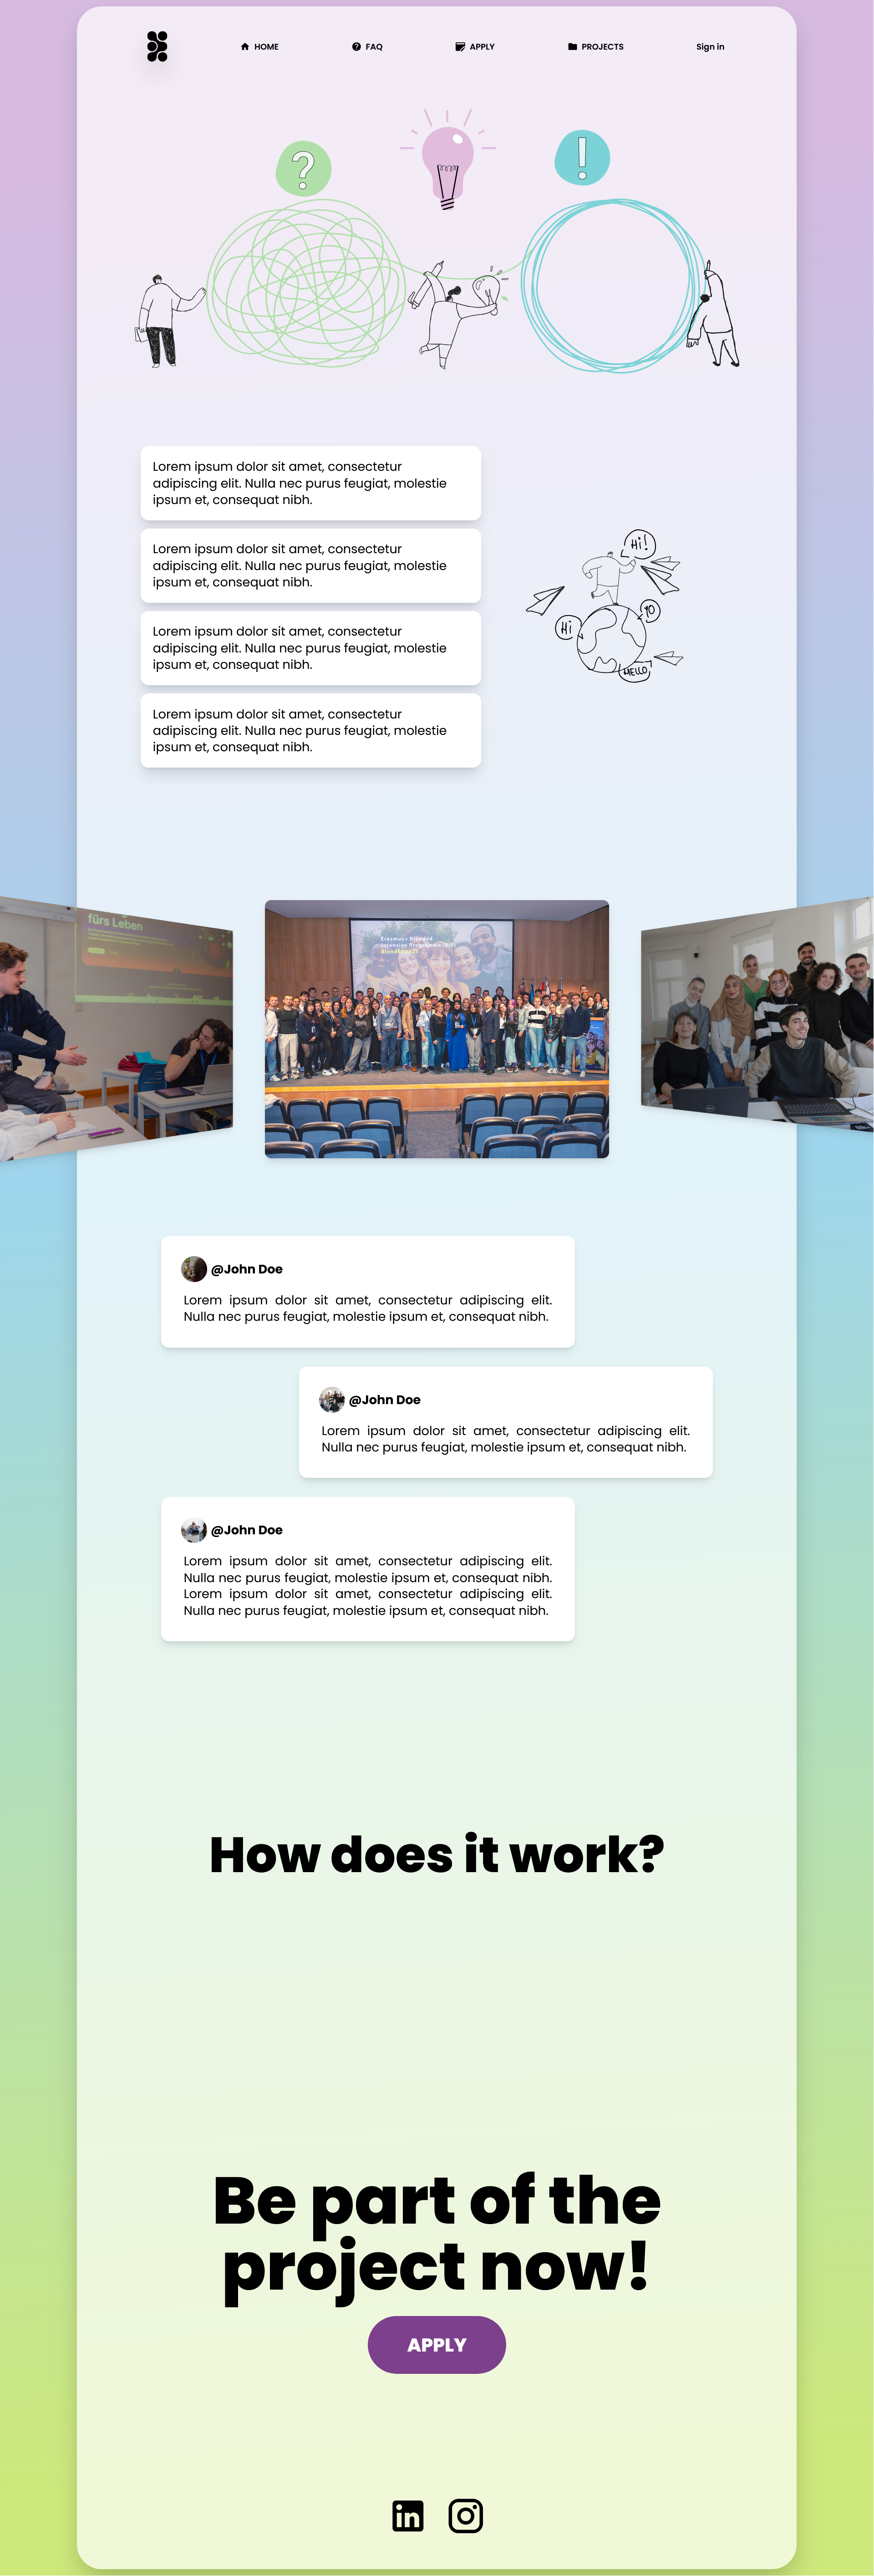 HOME
FAQ
APPLY
PROJECTS
Sign in
?
!
Lorem ipsum dolor sit amet, consectetur
adipiscing elit. Nulla nec purus feugiat, molestie
ipsum et, consequat nibh.
Lorem ipsum dolor sit amet, consectetur
adipiscing elit. Nulla nec purus feugiat, molestie
ipsum et, consequat nibh.
Lorem ipsum dolor sit amet, consectetur
adipiscing elit. Nulla nec purus feugiat, molestie
ipsum et, consequat nibh.
Lorem ipsum dolor sit amet, consectetur
adipiscing elit. Nulla nec purus feugiat, molestie
ipsum et, consequat nibh.
Hi!
YO
Hi
HELLO
fürs Leben
Erasmus+ Blended
Intensive Programme (BIP)
@John Doe
Lorem ipsum dolor sit amet, consectetur adipiscing elit.
Nulla nec purus feugiat, molestie ipsum et, consequat nibh.
@John Doe
Lorem ipsum dolor sit amet, consectetur adipiscing elit.
Nulla nec purus feugiat, molestie ipsum et, consequat nibh.
@John Doe
Lorem ipsum dolor sit amet, consectetur adipiscing elit.
Nulla nec purus feugiat, molestie ipsum et, consequat nibh.
Lorem ipsum dolor sit amet, consectetur adipiscing elit.
Nulla nec purus feugiat, molestie ipsum et, consequat nibh.
How does it work?
Be part of the
project now!
APPLY
in